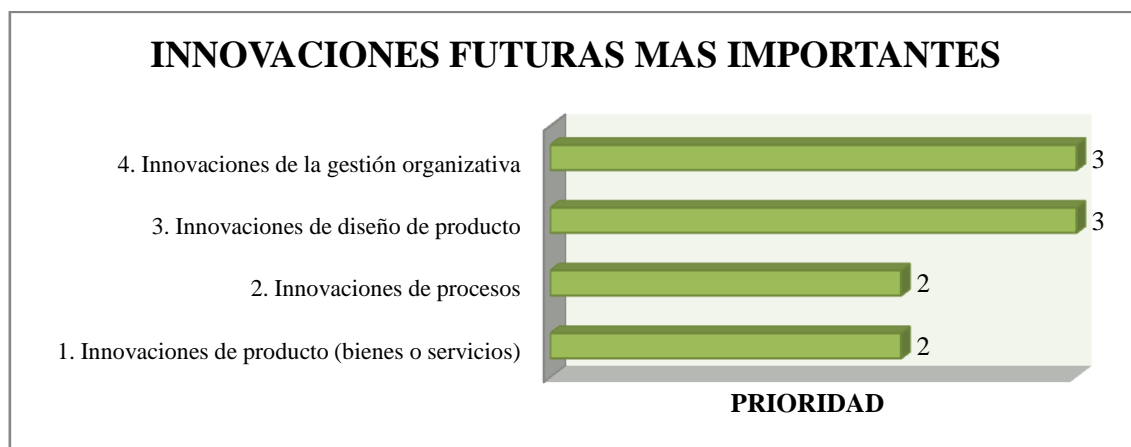 INNOVACIONES FUTURAS MAS IMPORTANTES
4. Innovaciones de la gestión organizativa
3
3. Innovaciones de diseño de producto
3
2. Innovaciones de procesos
2
1. Innovaciones de producto (bienes o servicios)
2
PRIORIDAD